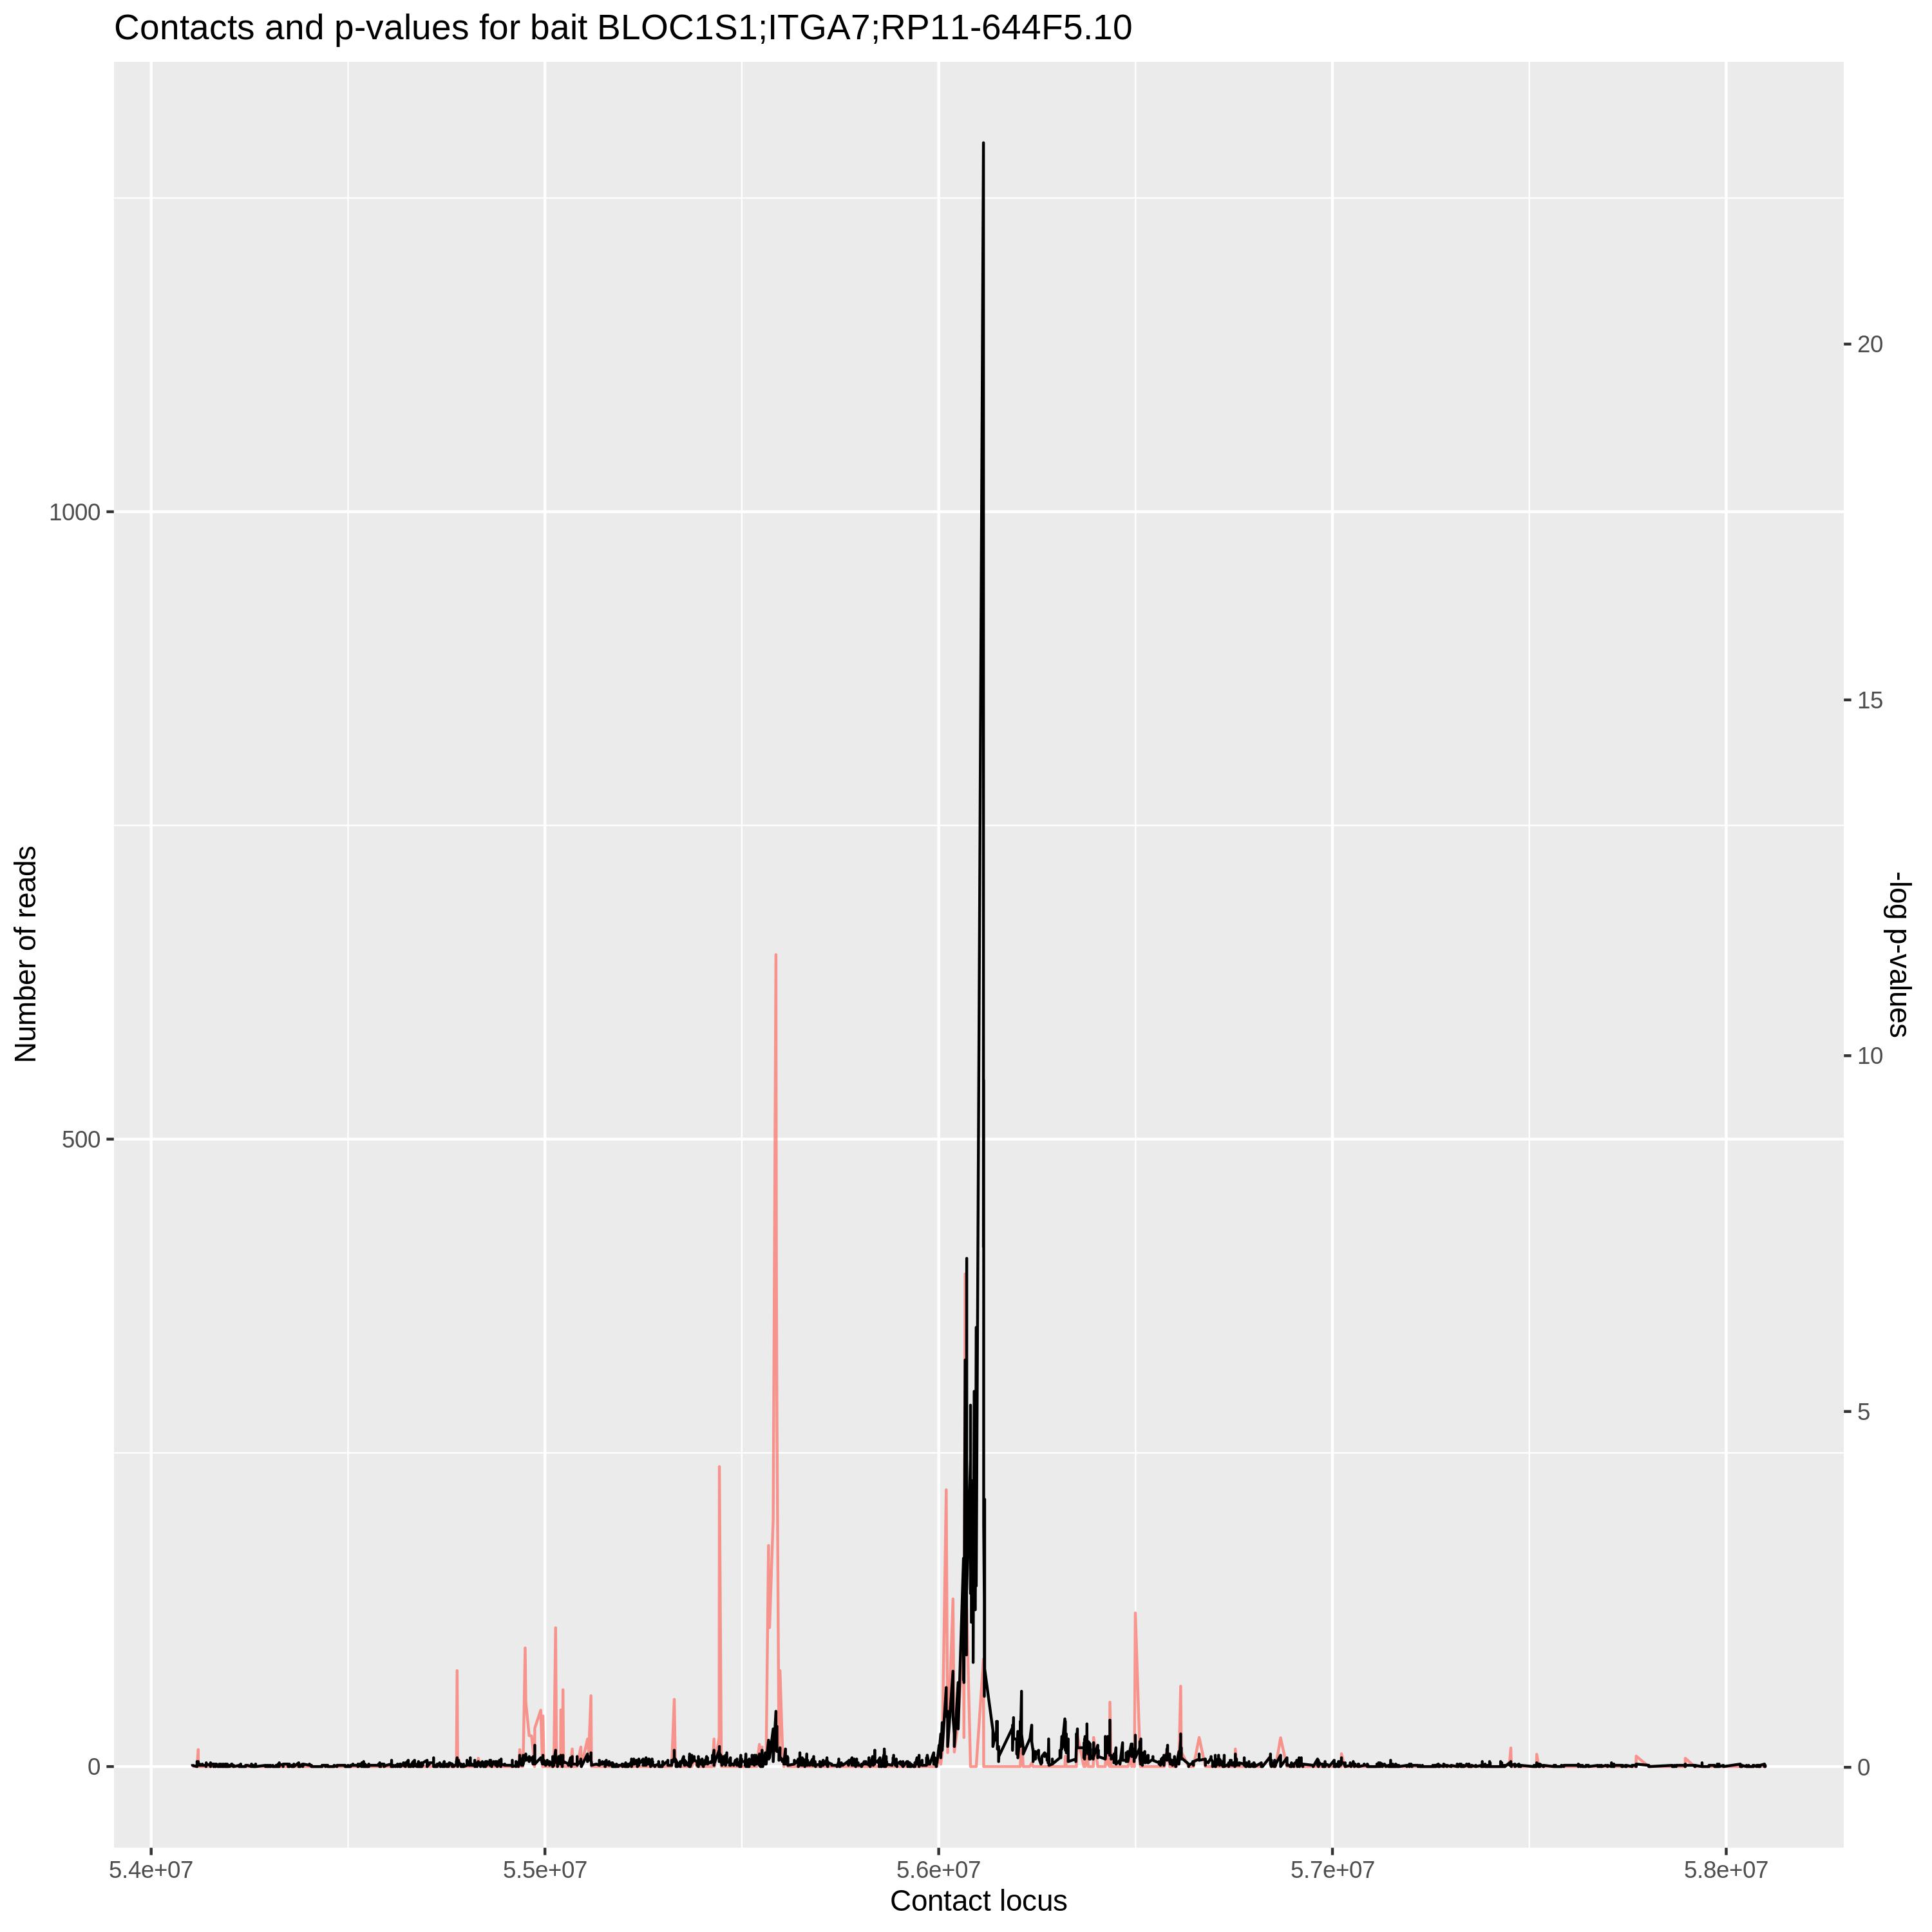 Contacts and p-values for bait BLOC1S1;ITGA7;RP11-644F5.10
Number of reads
1000
500
0
20
15
10
5
0
-log p-values
5.4e+07
5.5e+07
5.6e+07
5.7e+07
5.8e+07
Contact locus